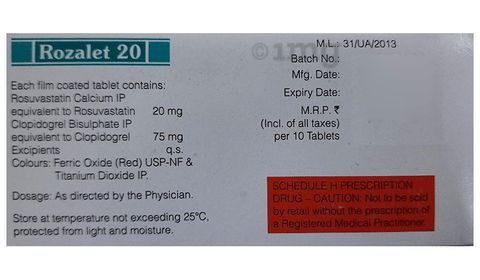 Rozalet 20
Each film coated tablet contains:
Rosuvastatin Calcium IP
equivalent to Rosuvastatin 20 mg
Clopidogrel Bisulphate IP
equivalent to Clopidogrel 75 mg
Excipients q.s.
Colours: Ferric Oxide (Red) USP-NF &
Titanium Dioxide IP.
Dosage: As directed by the Physician.
Store at temperature not exceeding 25°C,
protected from light and moisture.
©1mg
M.L.: 31/UA/2013
Batch No.:
Mfg. Date:
Expiry Date:
M.R.P. ₹
(Incl. of all taxes)
per 10 Tablets
SCHEDULE H PRESCRIPTION
DRUG – CAUTION: Not to be sold
by retail without the prescription of
a Registered Medical Practitioner.